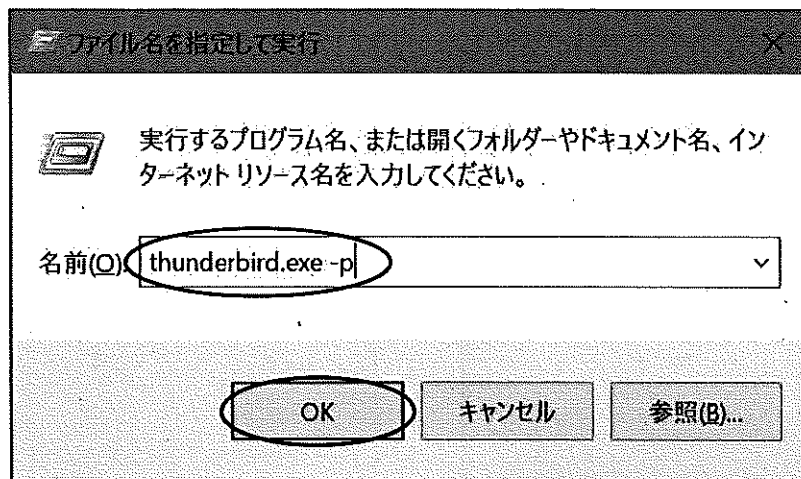 ファイル名を指定して実行
実行するプログラム名、または開くフォルダーやドキュメント名、イン
ターネット リソース名を入力してください。
名前(O): thunderbird.exe -p
OK
キャンセル
参照(B)...